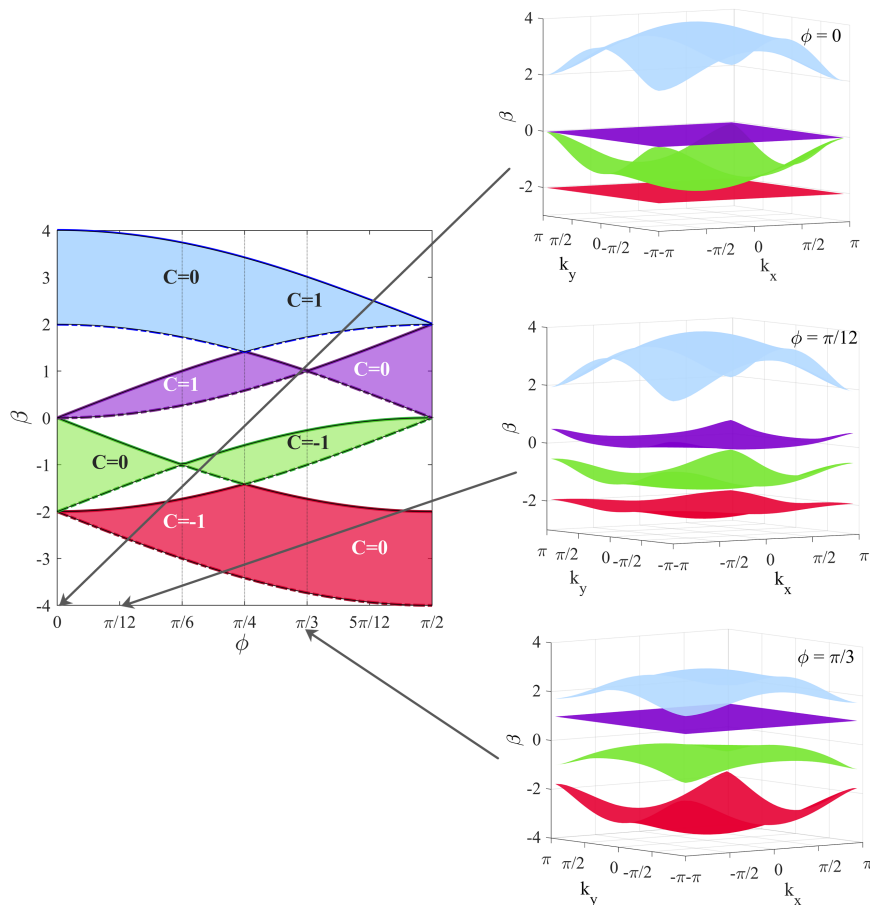 4
3
2
1
0
-1
-2
-3
-4
β
C=0
C=1
C=1
C=0
C=0
C=-1
C=-1
C=0
0 π/12 π/6 π/4 π/3 5π/12 π/2
ϕ
ϕ = 0
4
2
0
-2
β
π π/2 0 -π/2 -π -π -π/2 0 π/2 π
k_y k_x
ϕ = π/12
4
2
0
-2
β
π π/2 0 -π/2 -π -π -π/2 0 π/2 π
k_y k_x
ϕ = π/3
4
2
0
-2
-4
β
π π/2 0 -π/2 -π -π -π/2 0 π/2 π
k_y k_x